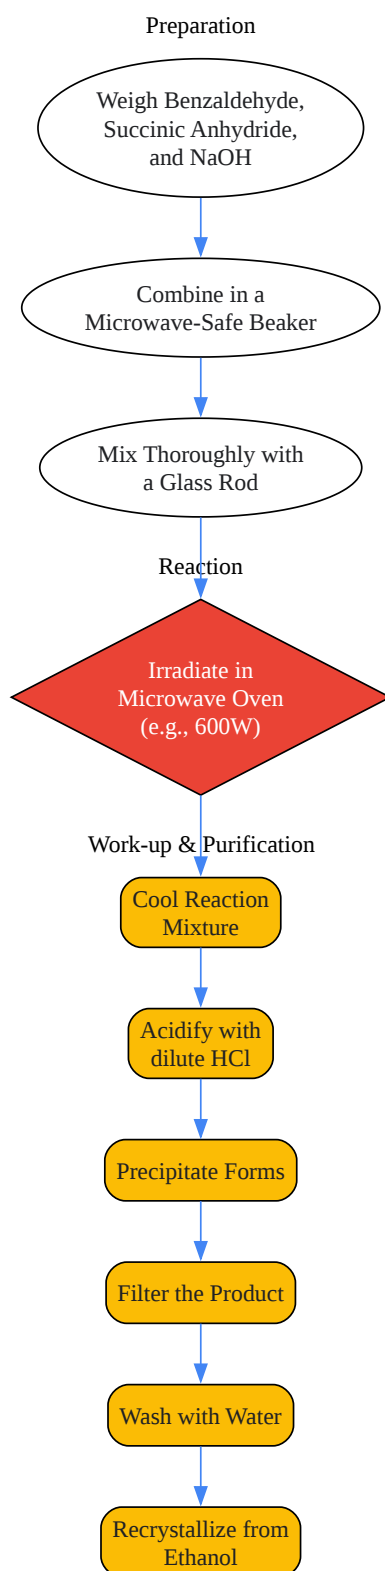 Preparation
Weigh Benzaldehyde,
Succinic Anhydride,
and NaOH
Combine in a
Microwave-Safe Beaker
Mix Thoroughly with
a Glass Rod
Reaction
Irradiate in
Microwave Oven
(e.g., 600W)
Work-up & Purification
Cool Reaction
Mixture
Acidify with
dilute HCl
Precipitate Forms
Filter the Product
Wash with Water
Recrystallize from
Ethanol